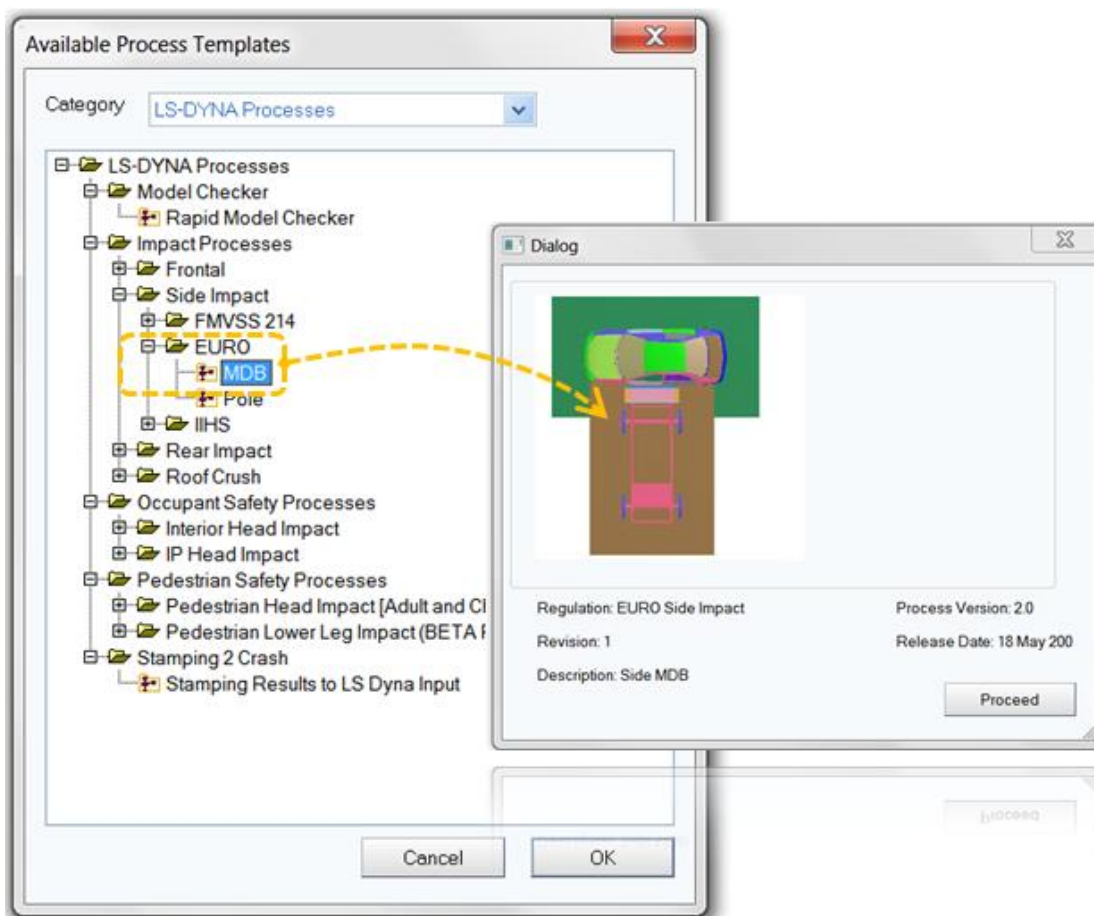 Available Process Templates
Category LS-DYNA Processes
LS-DYNA Processes
Model Checker
Rapid Model Checker
Impact Processes
Frontal
Side Impact
FMVSS 214
EURO
MDB
Pole
IIHS
Rear Impact
Roof Crush
Occupant Safety Processes
Interior Head Impact
IP Head Impact
Pedestrian Safety Processes
Pedestrian Head Impact [Adult and
Pedestrian Lower Leg Impact (BETA
Stamping 2 Crash
Stamping Results to LS Dyna Input
Cancel OK
Dialog
Regulation: EURO Side Impact Process Version: 2.0
Revision: 1 Release Date: 18 May 200
Description: Side MDB
Proceed
Proceed